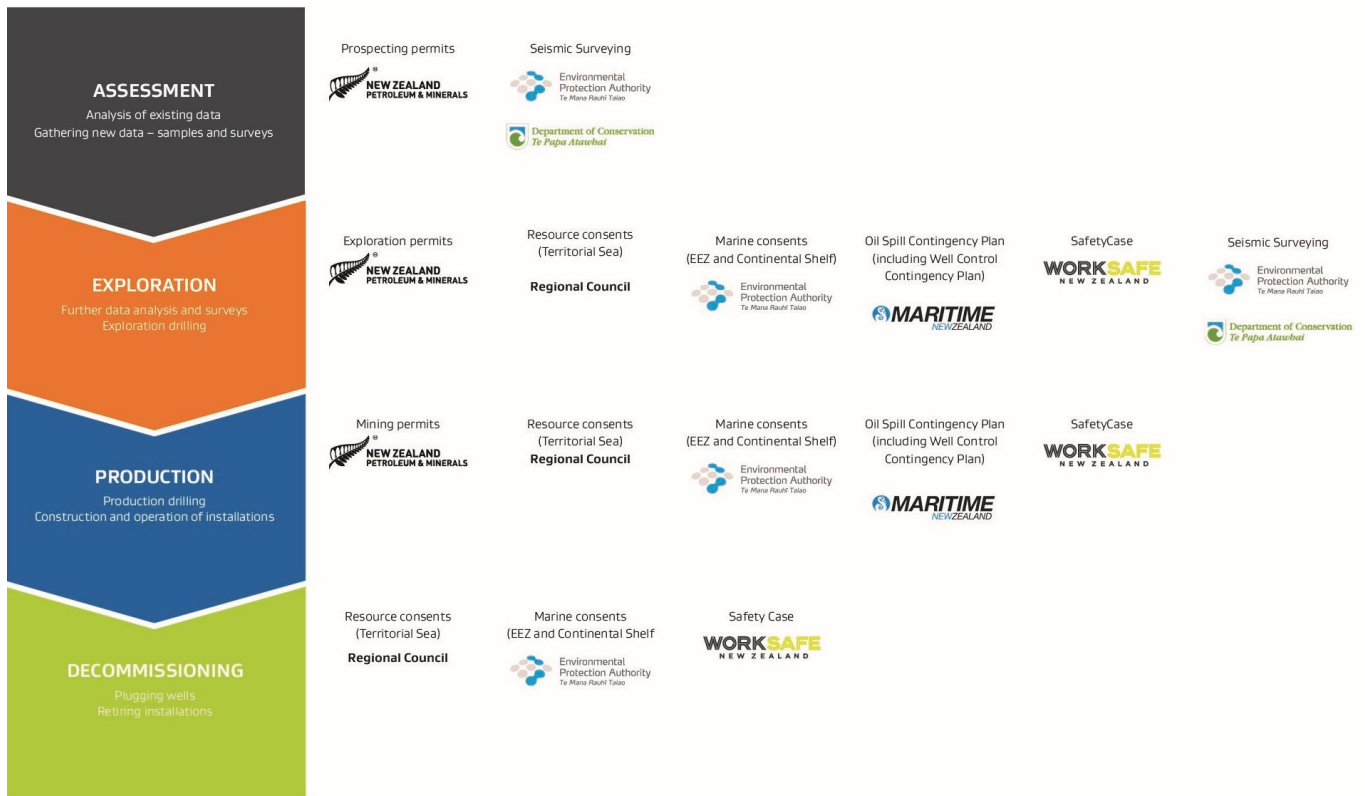 ASSESSMENT
Analysis of existing data
Gathering new data – samples and surveys
Prospecting permits
®
NEW ZEALAND
PETROLEUM & MINERALS
Seismic Surveying
Environmental
Protection Authority
Te Mana Rauhī Taiao
Department of Conservation
Te Papa Atawhai
EXPLORATION
Further data analysis and surveys
Exploration drilling
Exploration permits
®
NEW ZEALAND
PETROLEUM & MINERALS
Resource consents
(Territorial Sea)
Regional Council
Marine consents
(EEZ and Continental Shelf)
Environmental
Protection Authority
Te Mana Rauhī Taiao
Oil Spill Contingency Plan
(including Well Control
Contingency Plan)
MARITIME
NEWZEALAND
SafetyCase
WORKSAFE
NEW ZEALAND
Seismic Surveying
Environmental
Protection Authority
Te Mana Rauhī Taiao
Department of Conservation
Te Papa Atawhai
PRODUCTION
Production drilling
Construction and operation of installations
Mining permits
®
NEW ZEALAND
PETROLEUM & MINERALS
Resource consents
(Territorial Sea)
Regional Council
Marine consents
(EEZ and Continental Shelf)
Environmental
Protection Authority
Te Mana Rauhī Taiao
Oil Spill Contingency Plan
(including Well Control
Contingency Plan)
MARITIME
NEWZEALAND
SafetyCase
WORKSAFE
NEW ZEALAND
DECOMMISSIONING
Plugging wells
Retiring installations
Resource consents
(Territorial Sea)
Regional Council
Marine consents
(EEZ and Continental Shelf
Environmental
Protection Authority
Te Mana Rauhī Taiao
Safety Case
WORKSAFE
NEW ZEALAND